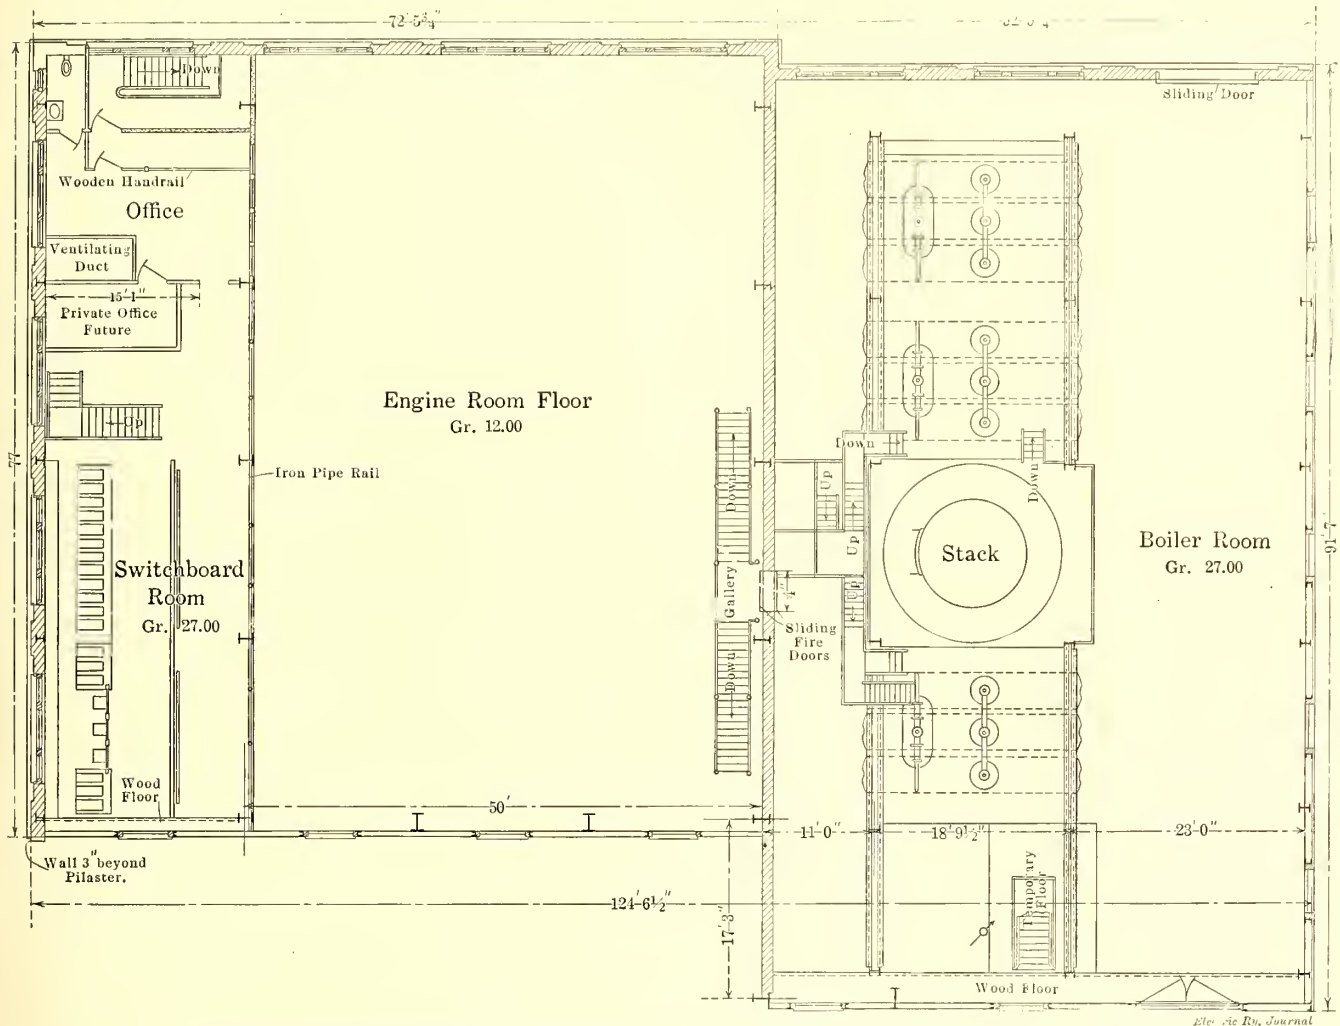 72'-5¾"
Down
Sliding Door
Wooden Handrail
Office
Ventilating
Duct
15'1"
Private Office
Future
Up
Engine Room Floor
Gr. 12.00
Iron Pipe Rail
77'
Switchboard
Room
Gr. 27.00
Down
Gallery
Down
Down
Up
Up
Up
Down
Stack
Sliding
Fire
Doors
Boiler Room
Gr. 27.00
91'-7"
Wood
Floor
50'
11'0"
18'9½"
23'0"
Wall 3" beyond
Pilaster.
124'-6½"
17'3"
Temporary
Floor
Wood Floor
Ry. Journal